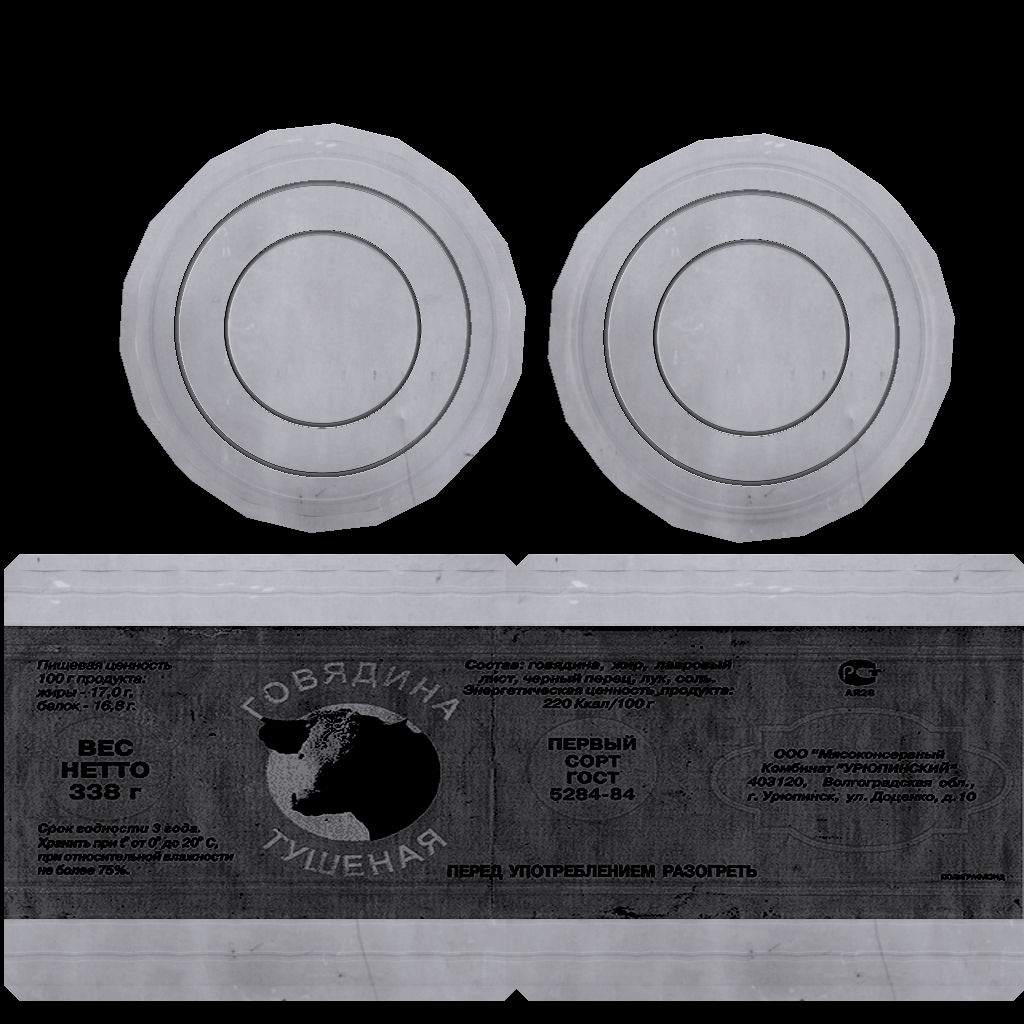 Пищевая ценность
100 г продукта:
жиры - 17,0 г,
белок - 16,8 г.
ВЕС
НЕТТО
338 г
Срок годности 3 года.
Хранить при t° от 0° до 20° С,
при относительной влажности
не более 75%.
ГОВЯДИНА
ТУШЕНАЯ
Состав: говядина, жир, лавровый
лист, черный перец, лук, соль.
Энергетическая ценность продукта:
220 Ккал/100 г
ПЕРВЫЙ
СОРТ
ГОСТ
5284-84
ПЕРЕД УПОТРЕБЛЕНИЕМ РАЗОГРЕТЬ
РСТ
АЯ28
ООО "Мясоконсервный
Комбинат "УРЮПИНСКИЙ".
403120, Волгоградская обл.,
г. Урюпинск, ул. Доценко, д. 10